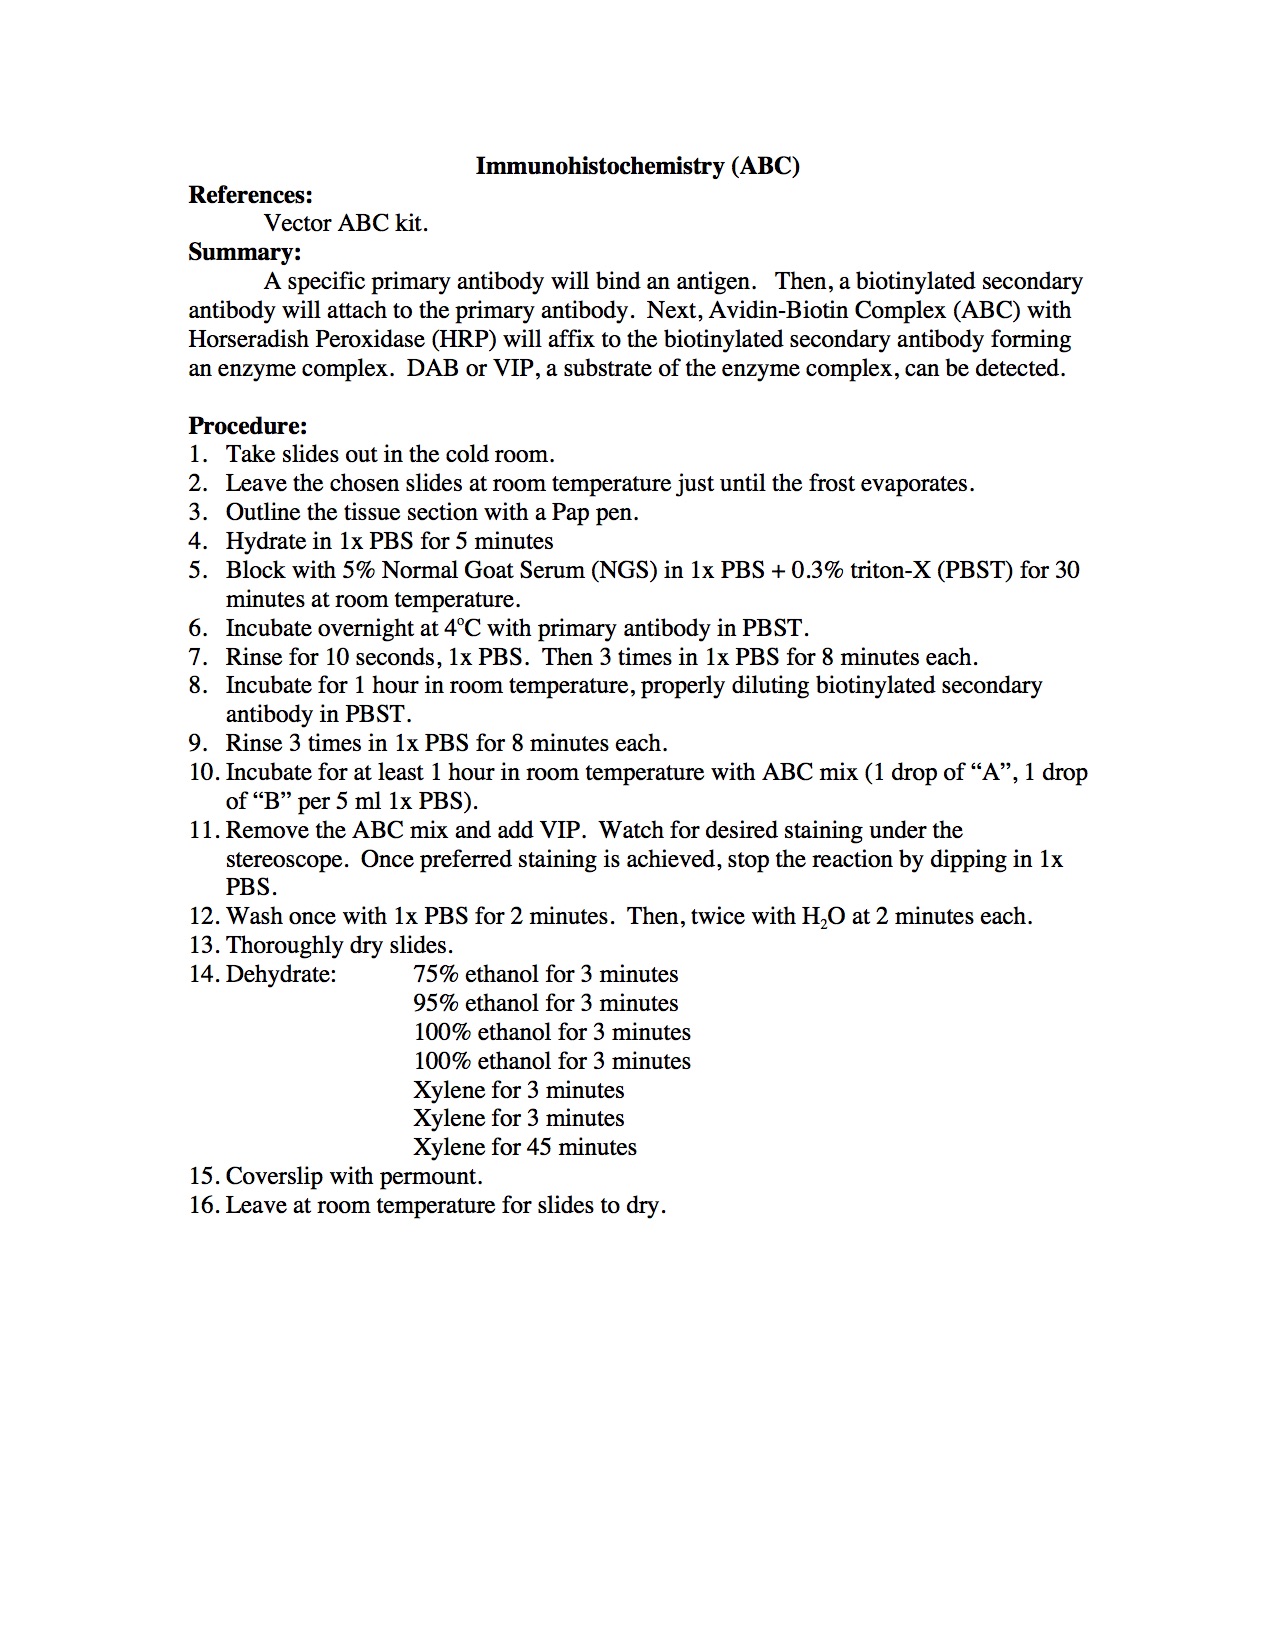 Immunohistochemistry (ABC)
References:
Vector ABC kit.
Summary:
A specific primary antibody will bind an antigen.   Then, a biotinylated secondary
antibody will attach to the primary antibody.  Next, Avidin-Biotin Complex (ABC) with
Horseradish Peroxidase (HRP) will affix to the biotinylated secondary antibody forming
an enzyme complex.  DAB or VIP, a substrate of the enzyme complex, can be detected.
Procedure:
1.  Take slides out in the cold room.
2.  Leave the chosen slides at room temperature just until the frost evaporates.
3.  Outline the tissue section with a Pap pen.
4.  Hydrate in 1x PBS for 5 minutes
5.  Block with 5% Normal Goat Serum (NGS) in 1x PBS + 0.3% triton-X (PBST) for 30
minutes at room temperature.
6.  Incubate overnight at 4°C with primary antibody in PBST.
7.  Rinse for 10 seconds, 1x PBS.  Then 3 times in 1x PBS for 8 minutes each.
8.  Incubate for 1 hour in room temperature, properly diluting biotinylated secondary
antibody in PBST.
9.  Rinse 3 times in 1x PBS for 8 minutes each.
10. Incubate for at least 1 hour in room temperature with ABC mix (1 drop of “A”, 1 drop
of “B” per 5 ml 1x PBS).
11. Remove the ABC mix and add VIP.  Watch for desired staining under the
stereoscope.  Once preferred staining is achieved, stop the reaction by dipping in 1x
PBS.
12. Wash once with 1x PBS for 2 minutes.  Then, twice with H₂O at 2 minutes each.
13. Thoroughly dry slides.
14. Dehydrate: 75% ethanol for 3 minutes
95% ethanol for 3 minutes
100% ethanol for 3 minutes
100% ethanol for 3 minutes
Xylene for 3 minutes
Xylene for 3 minutes
Xylene for 45 minutes
15. Coverslip with permount.
16. Leave at room temperature for slides to dry.